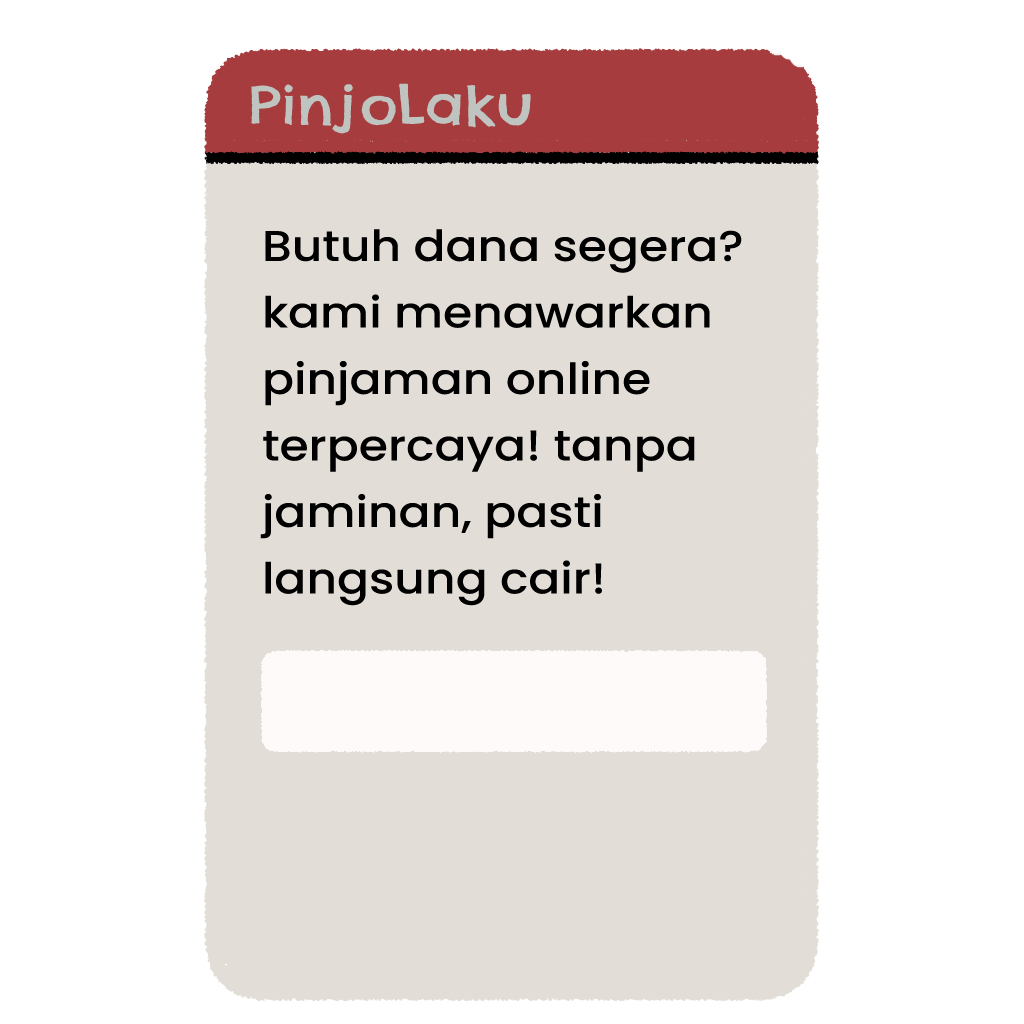 PinjoLaku
Butuh dana segera?
kami menawarkan
pinjaman online
terpercaya! tanpa
jaminan, pasti
langsung cair!